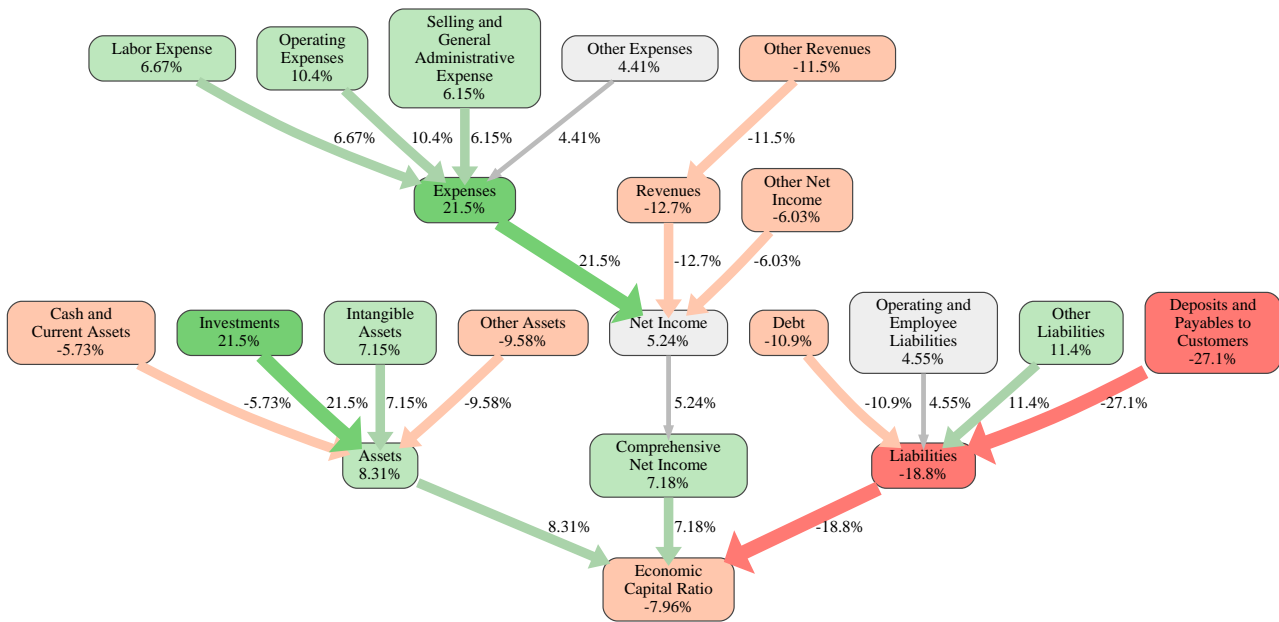 Labor Expense
6.67%
Operating
Expenses
10.4%
Selling and
General
Administrative
Expense
6.15%
Other Expenses
4.41%
Other Revenues
-11.5%
6.67%
10.4%
6.15%
4.41%
-11.5%
Expenses
21.5%
Revenues
-12.7%
Other Net
Income
-6.03%
21.5%
-12.7%
-6.03%
Cash and
Current Assets
-5.73%
Investments
21.5%
Intangible
Assets
7.15%
Other Assets
-9.58%
Net Income
5.24%
Debt
-10.9%
Operating and
Employee
Liabilities
4.55%
Other
Liabilities
11.4%
Deposits and
Payables to
Customers
-27.1%
-5.73%
21.5%
7.15%
-9.58%
5.24%
-10.9%
4.55%
11.4%
-27.1%
Assets
8.31%
Comprehensive
Net Income
7.18%
Liabilities
-18.8%
8.31%
7.18%
-18.8%
Economic
Capital Ratio
-7.96%